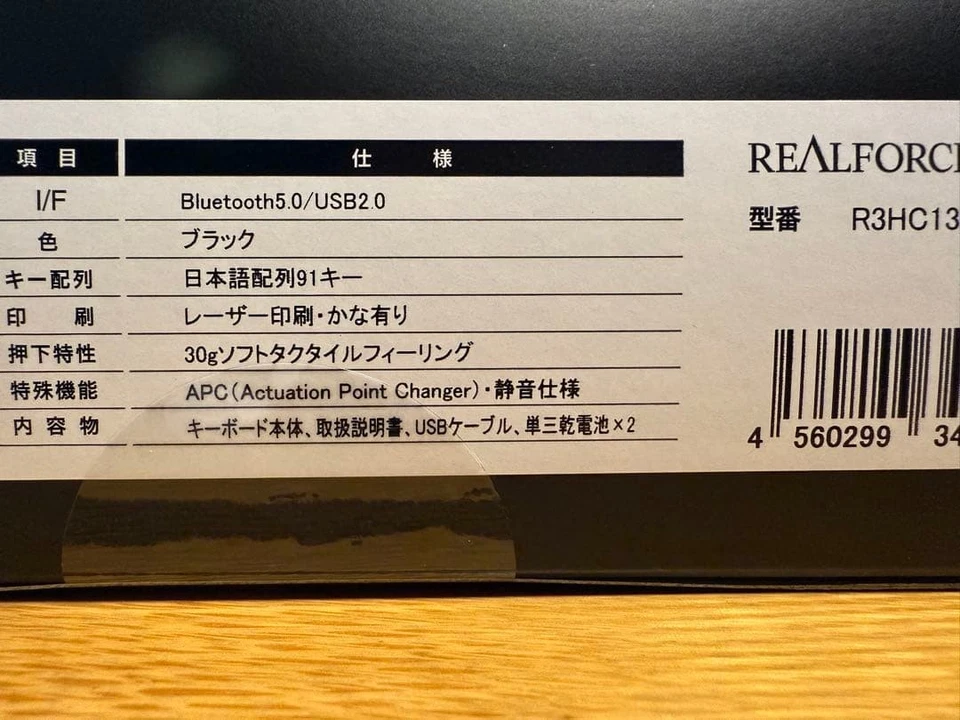 項目 仕様
I/F Bluetooth5.0/USB2.0
色 ブラック
キー配列 日本語配列91キー
印刷 レーザー印刷・かな有り
押下特性 30gソフトタクタイルフィーリング
特殊機能 APC(Actuation Point Changer)・静音仕様
内容物 キーボード本体、取扱説明書、USBケーブル、単三乾電池×2
REALFORCE
型番 R3HC13
4 560299 34